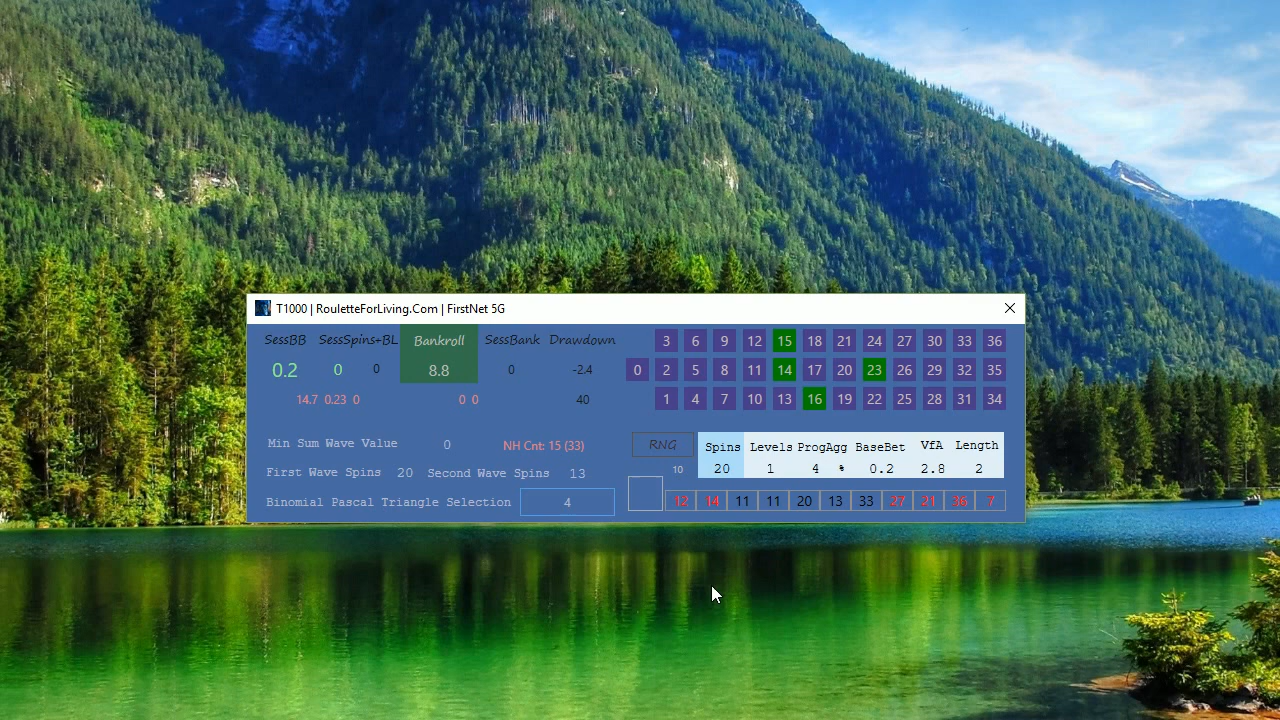 T1000 | RouletteForLiving.Com | FirstNet 5G
SessBB SessSpins+BL Bankroll SessBank Drawdown
0.2 0 0 8.8 0 -2.4
14.7 0.23 0 0 0 40
3 6 9 12 15 18 21 24 27 30 33 36
0 2 5 8 11 14 17 20 23 26 29 32 35
1 4 7 10 13 16 19 22 25 28 31 34
Min Sum Wave Value 0 NH Cnt: 15 (33)
First Wave Spins 20 Second Wave Spins 13
Binomial Pascal Triangle Selection 4
RNG
10
Spins Levels ProgAgg BaseBet VfA Length
20 1 4 % 0.2 2.8 2
12 14 11 11 20 13 33 27 21 36 7